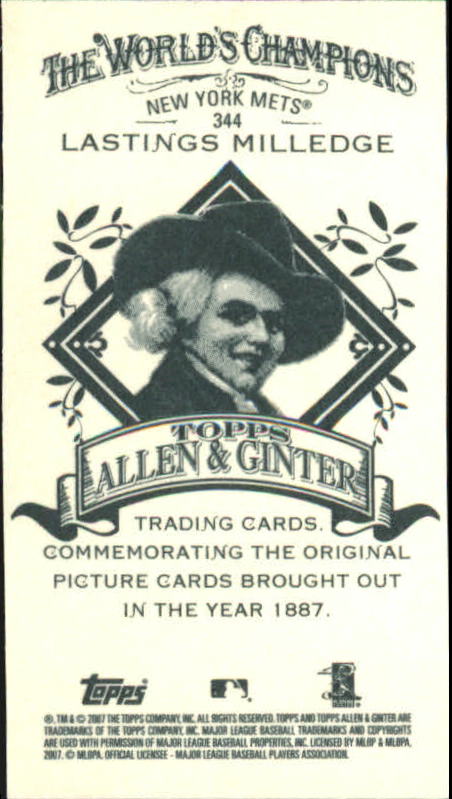 THE WORLD'S CHAMPIONS
NEW YORK METS®
344
LASTINGS MILLEDGE
TOPPS
ALLEN & GINTER
TRADING CARDS.
COMMEMORATING THE ORIGINAL
PICTURE CARDS BROUGHT OUT
IN THE YEAR 1887.
Topps
®, TM & © 2007 THE TOPPS COMPANY, INC. ALL RIGHTS RESERVED. TOPPS AND TOPPS ALLEN & GINTER ARE
TRADEMARKS OF THE TOPPS COMPANY, INC. MAJOR LEAGUE BASEBALL TRADEMARKS AND COPYRIGHTS
ARE USED WITH PERMISSION OF MAJOR LEAGUE BASEBALL PROPERTIES, INC. LICENSED BY MLBP & MLBPA,
2007. © MLBPA. OFFICIAL LICENSEE - MAJOR LEAGUE BASEBALL PLAYERS ASSOCIATION.